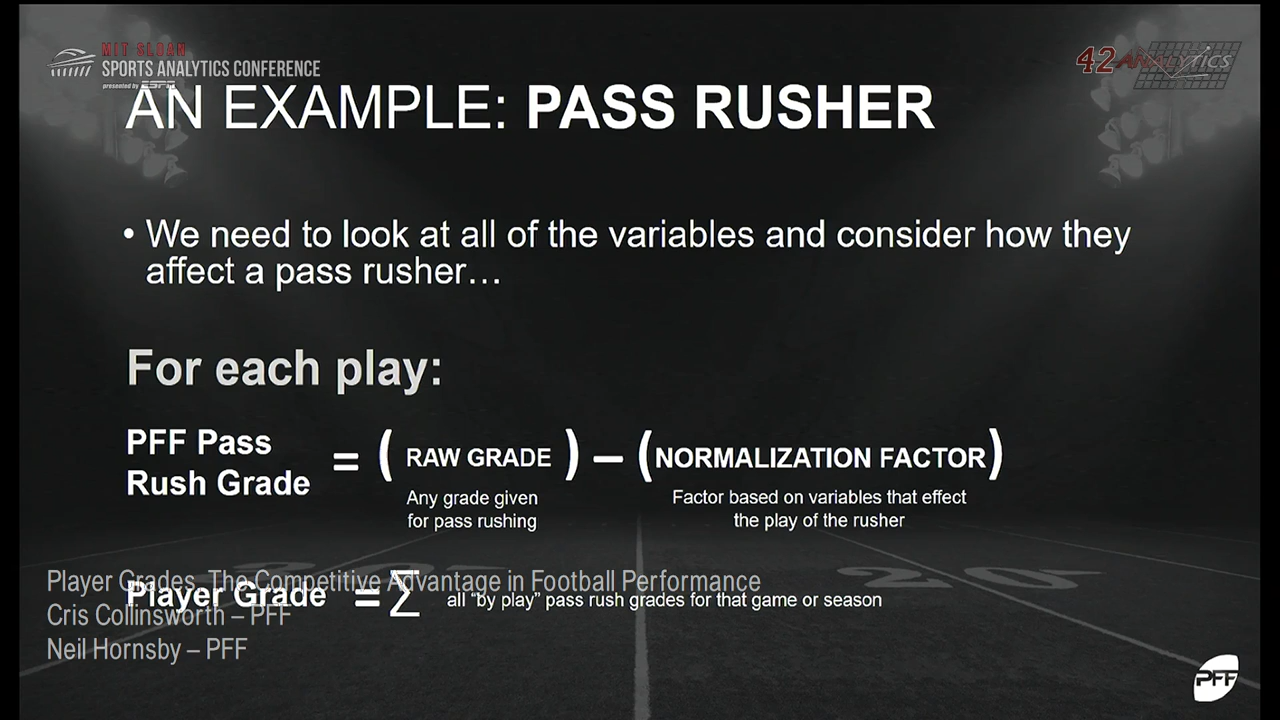 MIT SLOAN
SPORTS ANALYTICS CONFERENCE
presented by ESPN
42 ANALYTICS
AN EXAMPLE: PASS RUSHER
• We need to look at all of the variables and consider how they
affect a pass rusher…
For each play:
PFF Pass
Rush Grade
= ( RAW GRADE ) – (NORMALIZATION FACTOR)
Any grade given
for pass rushing
Factor based on variables that effect
the play of the rusher
Player Grade = Σ all “by play” pass rush grades for that game or season
Player Grades, The Competitive Advantage in Football Performance
Cris Collinsworth – PFF
Neil Hornsby – PFF
20
PFF